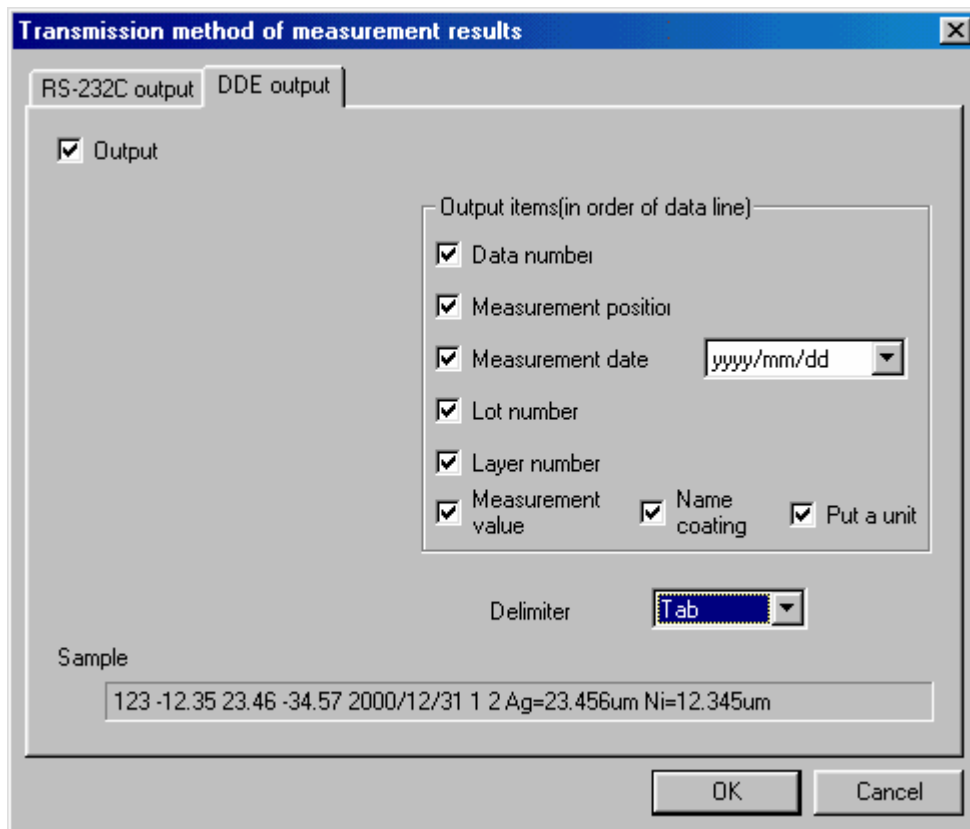 Transmission method of measurement results
RS-232C output
DDE output
Output
Output items(in order of data line)
Data number
Measurement position
Measurement date
yyyy/mm/dd
Lot number
Layer number
Measurement
value
Name
coating
Put a unit
Delimiter
Tab
Sample
123 -12.35 23.46 -34.57 2000/12/31 1 2 Ag=23.456um Ni=12.345um
OK
Cancel